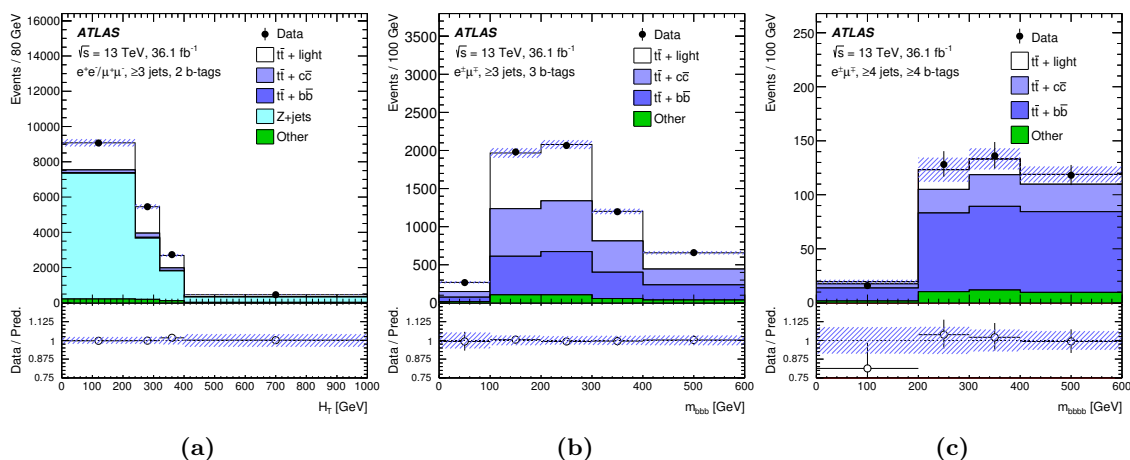 Events / 80 GeV
16000
14000
12000
10000
8000
6000
4000
2000
0
ATLAS
√s = 13 TeV, 36.1 fb⁻¹
e⁺e⁻/μ⁺μ⁻, ≥3 jets, 2 b-tags
Data
tt̄ + light
tt̄ + cc̄
tt̄ + bb̄
Z+jets
Other
Data / Pred.
1.125
1
0.875
0.75
0 100 200 300 400 500 600 700 800 900 1000
H_T [GeV]
(a)
Events / 100 GeV
3500
3000
2500
2000
1500
1000
500
0
ATLAS
√s = 13 TeV, 36.1 fb⁻¹
e±μ∓, ≥3 jets, 3 b-tags
Data
tt̄ + light
tt̄ + cc̄
tt̄ + bb̄
Other
Data / Pred.
1.125
1
0.875
0.75
0 100 200 300 400 500 600
m_bbb [GeV]
(b)
Events / 100 GeV
250
200
150
100
50
0
ATLAS
√s = 13 TeV, 36.1 fb⁻¹
e±μ∓, ≥4 jets, ≥4 b-tags
Data
tt̄ + light
tt̄ + cc̄
tt̄ + bb̄
Other
Data / Pred.
1.125
1
0.875
0.75
0 100 200 300 400 500 600
m_bbbb [GeV]
(c)